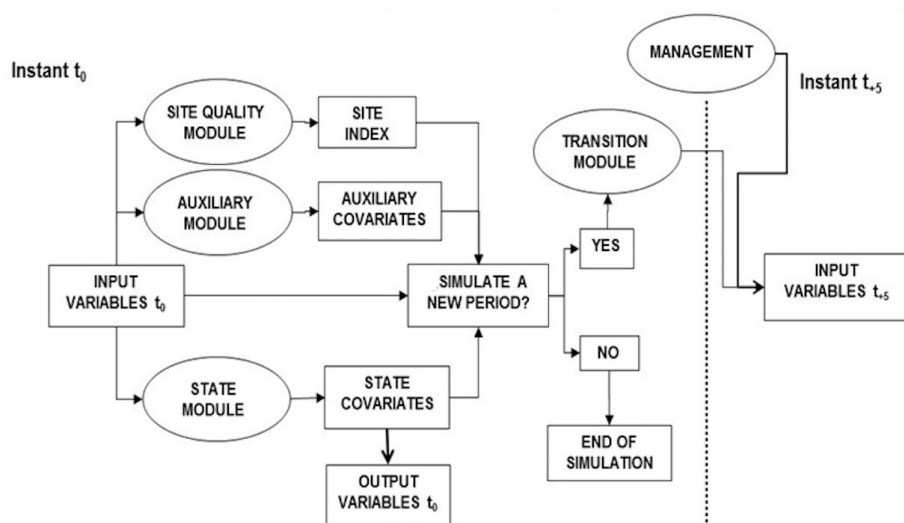 Instant t₀
MANAGEMENT
Instant t₊₅
SITE QUALITY
MODULE
SITE
INDEX
TRANSITION
MODULE
AUXILIARY
MODULE
AUXILIARY
COVARIATES
YES
INPUT
VARIABLES t₀
SIMULATE A
NEW PERIOD?
INPUT
VARIABLES t₊₅
NO
STATE
MODULE
STATE
COVARIATES
END OF
SIMULATION
OUTPUT
VARIABLES t₀